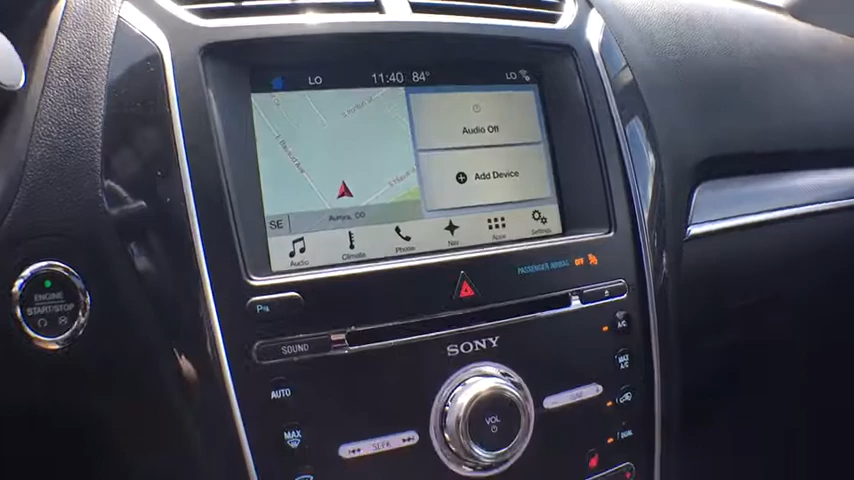 LO 11:40 84° LO
Audio Off
Add Device
Aurora, CO
SE
Audio Climate Phone Nav Apps Settings
PASSENGER AIRBAG OFF
ENGINE
START/STOP
SOUND
SONY
A/C
MAX
A/C
AUTO
MAX
VOL
SEEK
DUAL